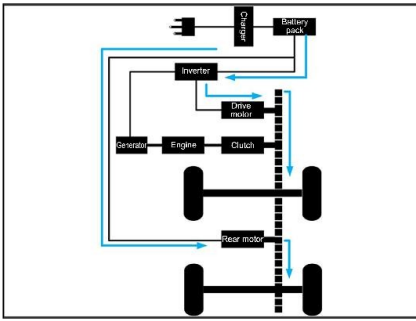 Charger
Battery
pack
Inverter
Drive
motor
Generator
Engine
Clutch
Rear motor